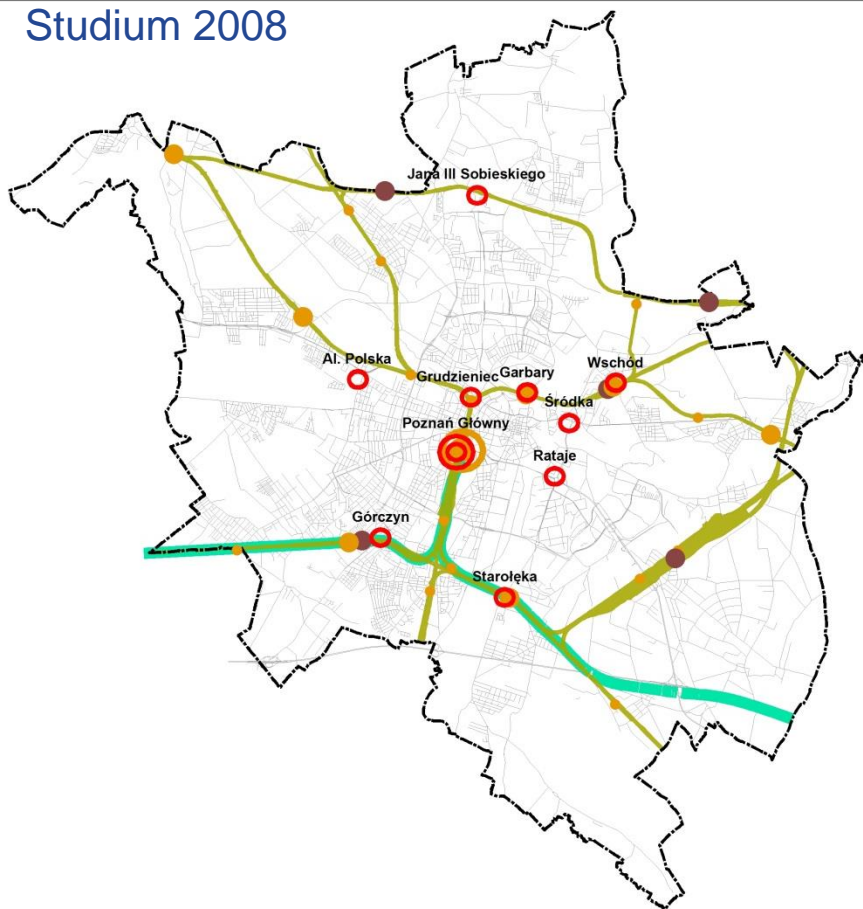 Studium 2008
Jana III Sobieskiego
Al. Polska
Grudzieniec
Garbary
Wschód
Śródka
Poznań Główny
Rataje
Górczyn
Starołęka